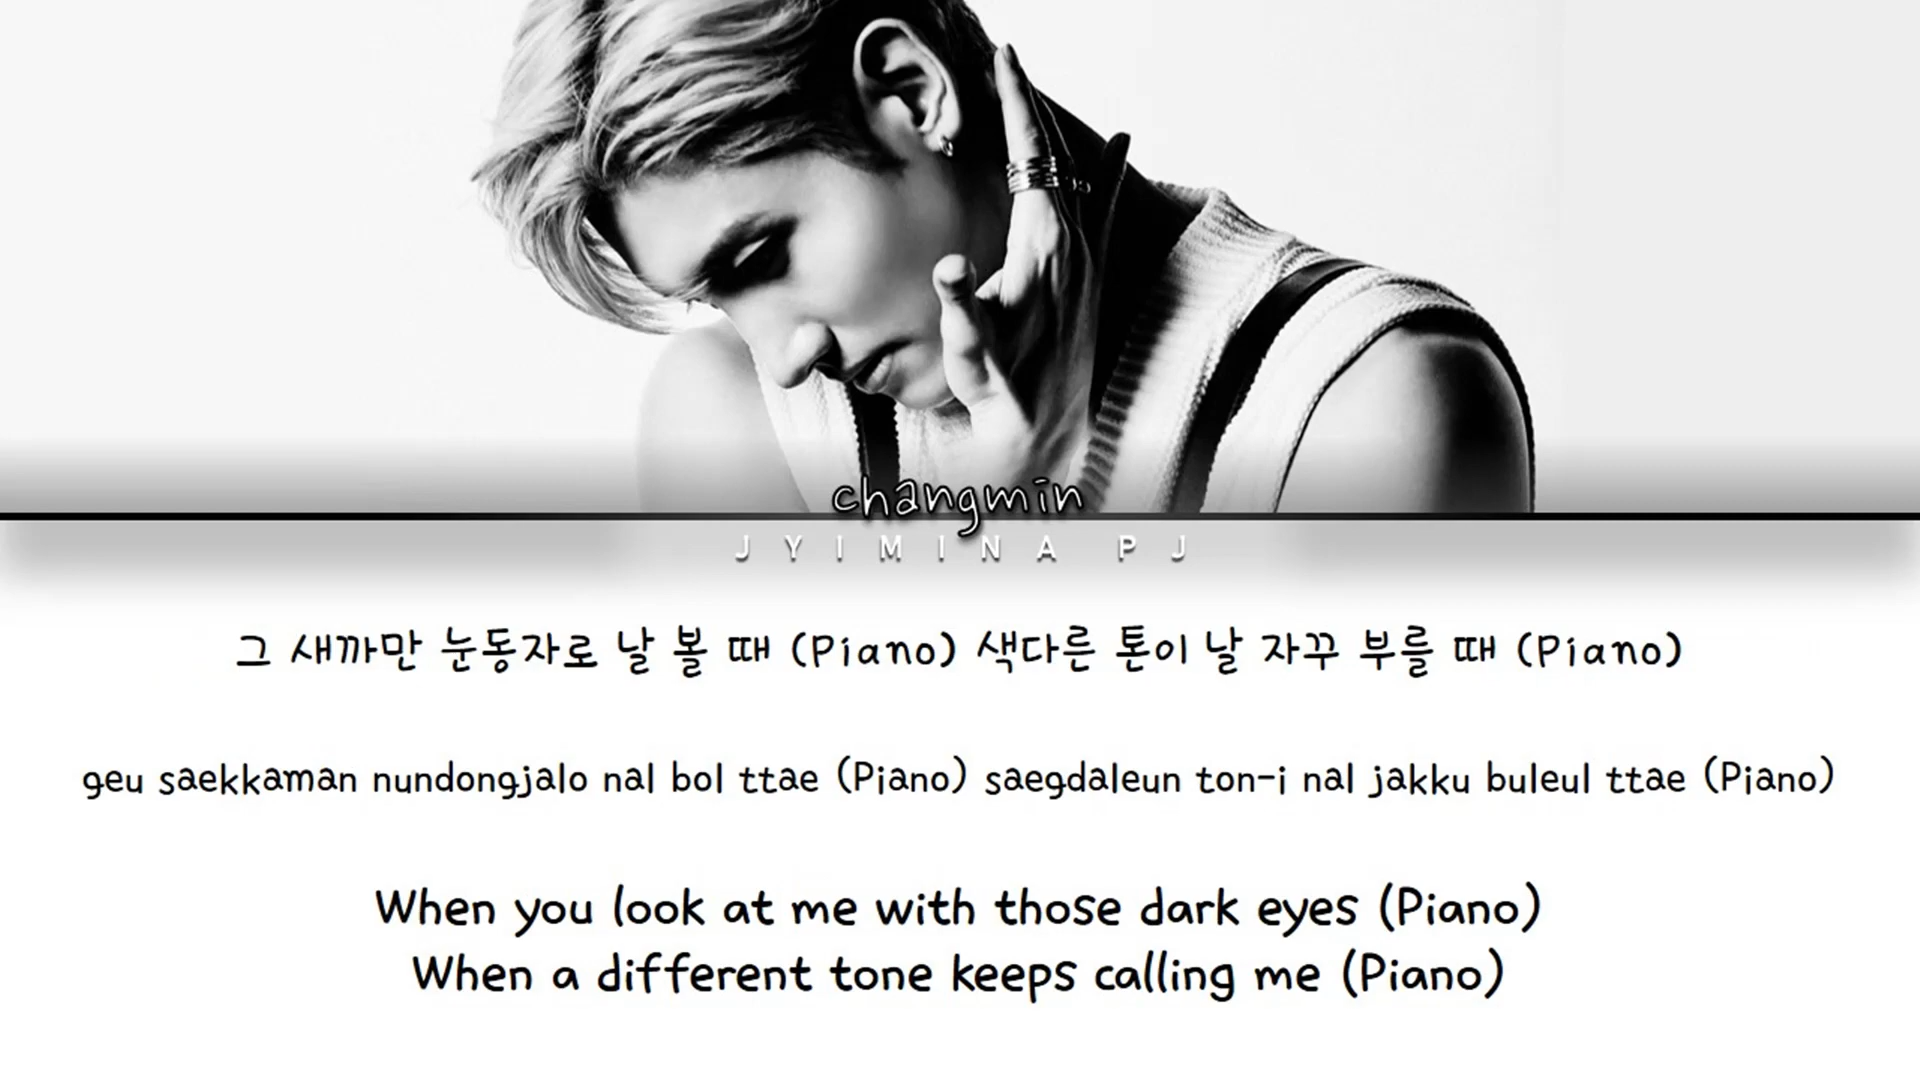 changmin
JYIMINA PJ
그 새까만 눈동자로 날 볼 때 (Piano) 색다른 톤이 날 자꾸 부를 때 (Piano)
geu saekkaman nundongjalo nal bol ttae (Piano) saegdaleun ton-i nal jakku buleul ttae (Piano)
When you look at me with those dark eyes (Piano)
When a different tone keeps calling me (Piano)